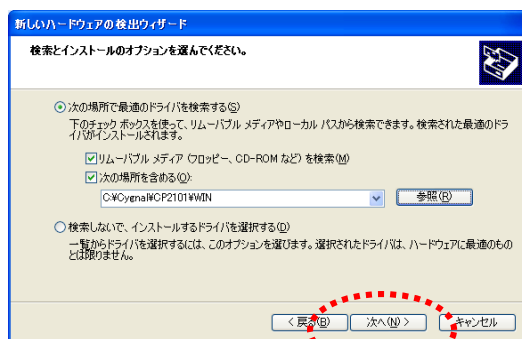 新しいハードウェアの検出ウィザード
検索とインストールのオプションを選んでください。
次の場所で最適のドライバを検索する(S)
下のチェック ボックスを使って、リムーバブル メディアやローカル パスから検索できます。検索された最適のドラ
イバがインストールされます。
リムーバブル メディア (フロッピー、CD-ROM など) を検索(M)
次の場所を含める(O):
C:¥Cygnal¥CP2101¥WIN
参照(R)
検索しないで、インストールするドライバを選択する(D)
一覧からドライバを選択するには、このオプションを選びます。選択されたドライバは、ハードウェアに最適のもの
とは限りません。
< 戻る(B) 次へ(N) > キャンセル